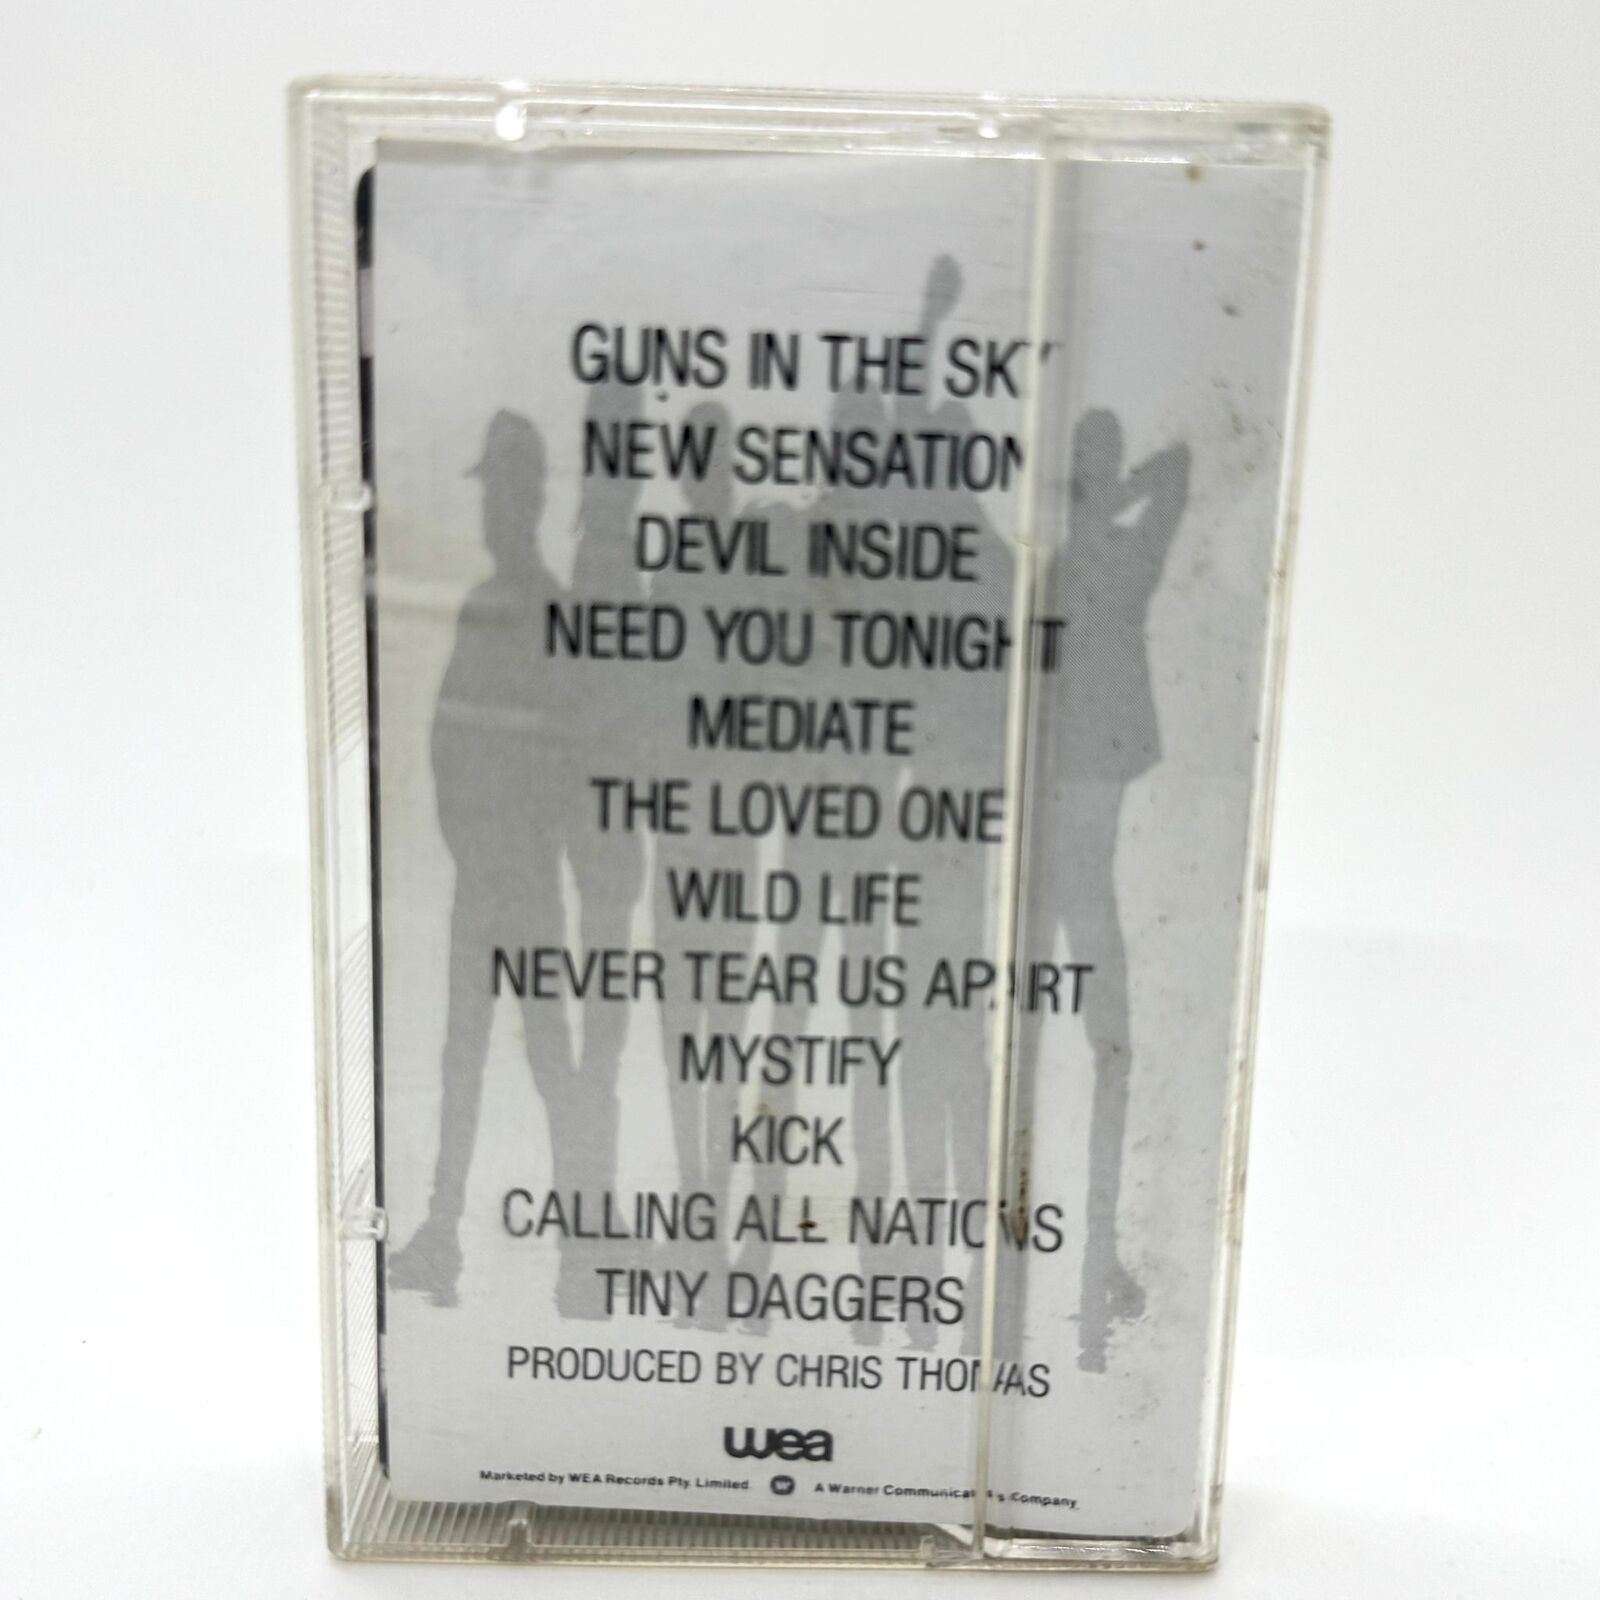 GUNS IN THE SKY
NEW SENSATION
DEVIL INSIDE
NEED YOU TONIGHT
MEDIATE
THE LOVED ONE
WILD LIFE
NEVER TEAR US APART
MYSTIFY
KICK
CALLING ALL NATIONS
TINY DAGGERS
PRODUCED BY CHRIS THOMAS
wea
Marketed by WEA Records Pty. Limited. A Warner Communications Company.